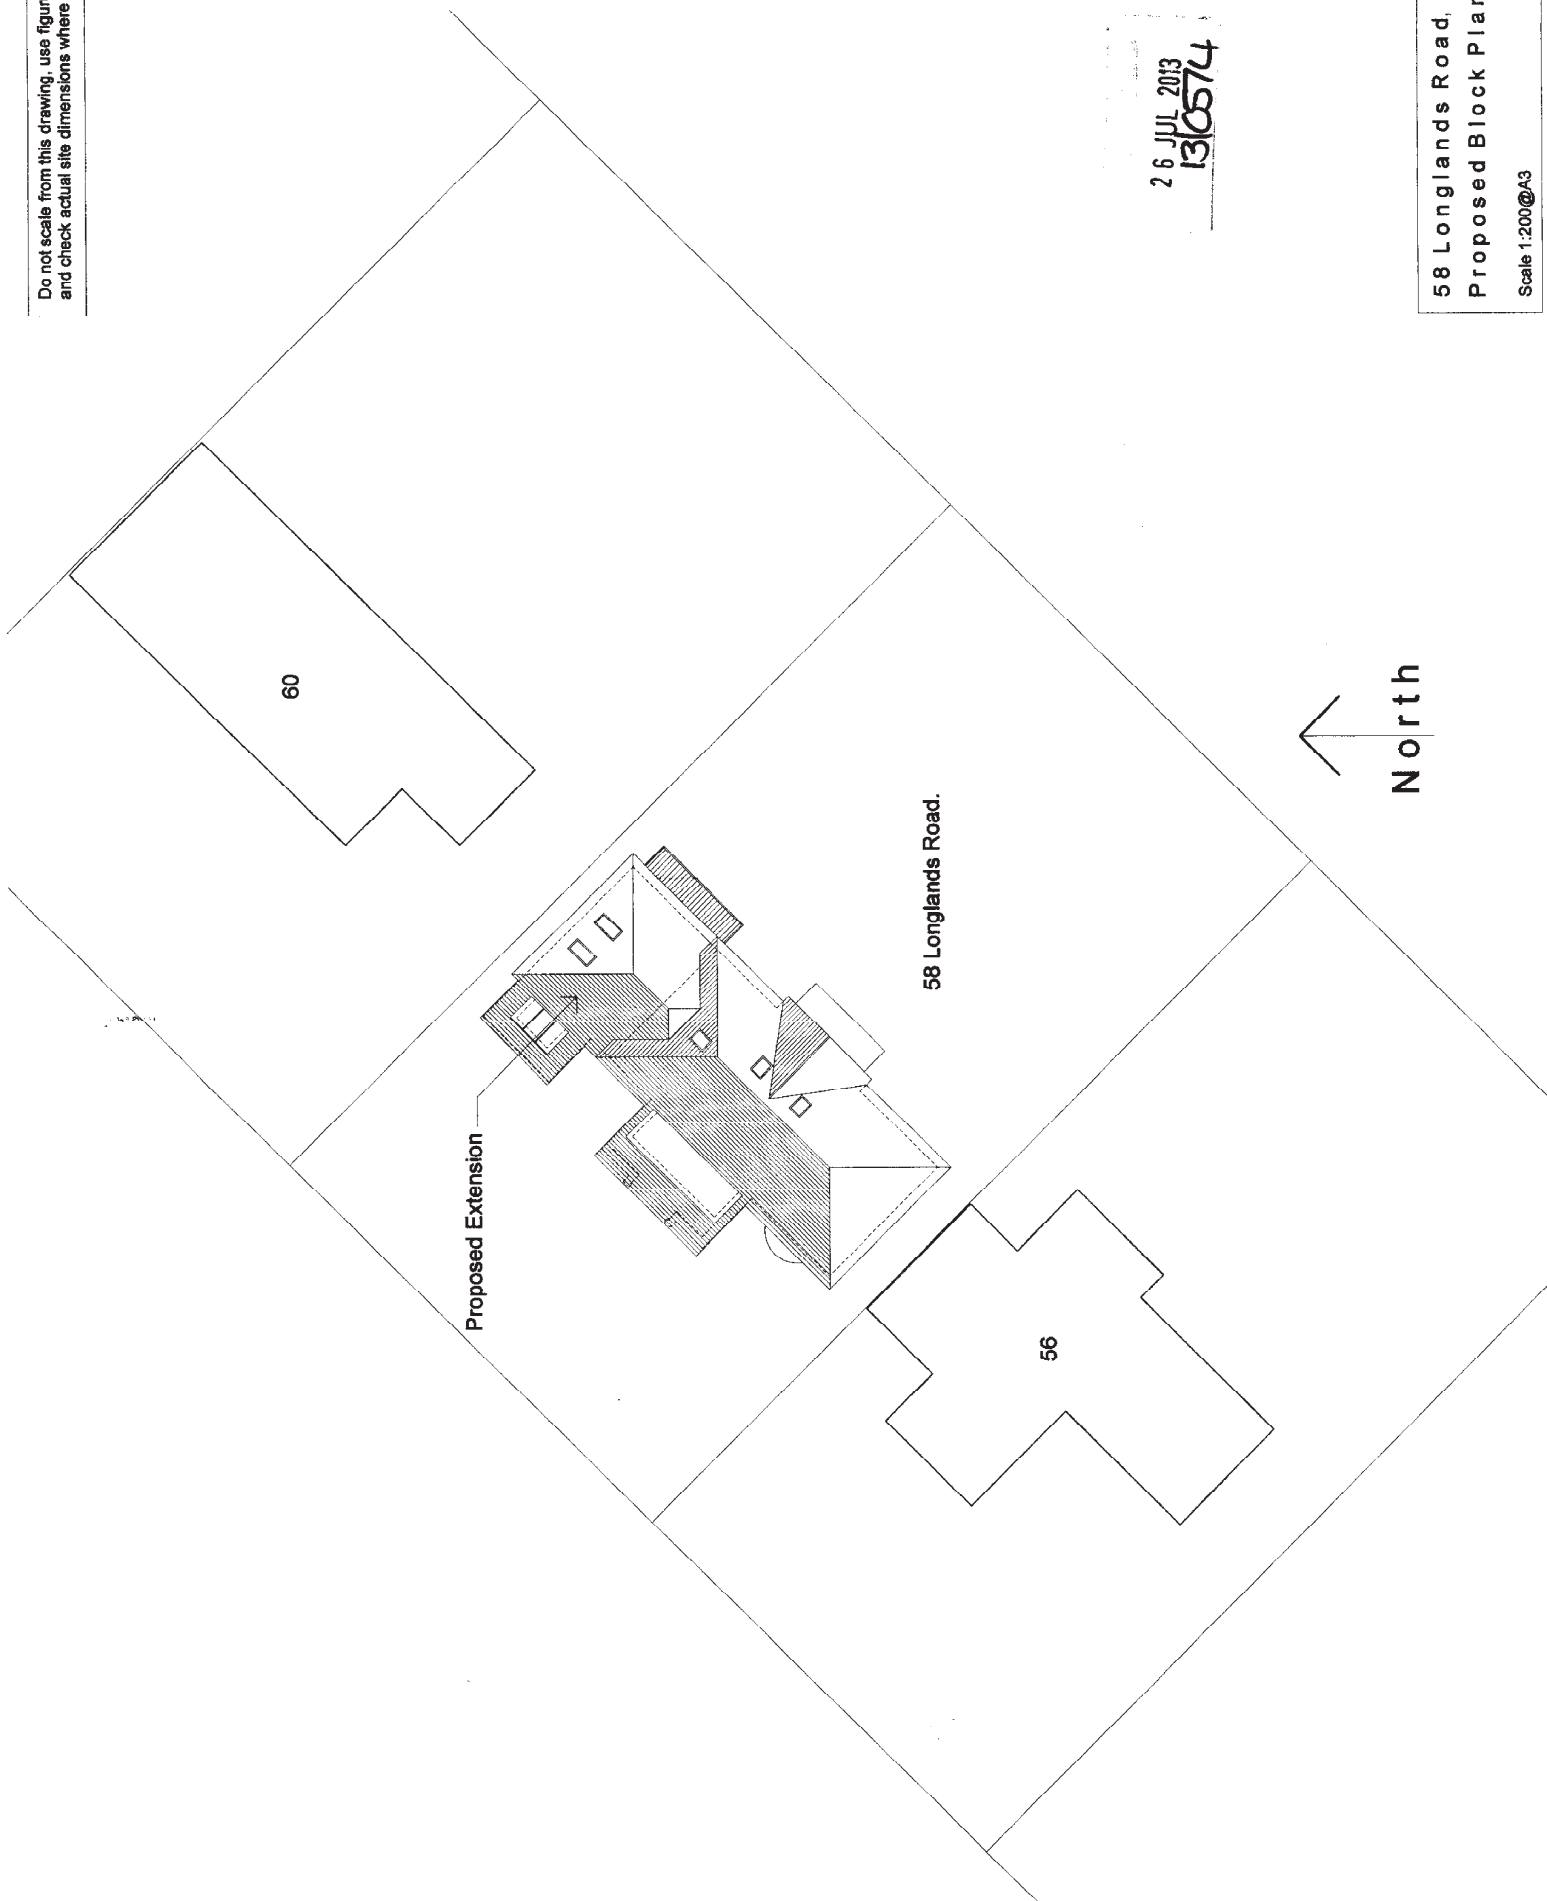 Do not scale from this drawing, use figur
and check actual site dimensions where
60
Proposed Extension
58 Longlands Road.
56
North
26 JUL 2013
13/0574
58 Longlands Road,
Proposed Block Plan
Scale 1:200@A3